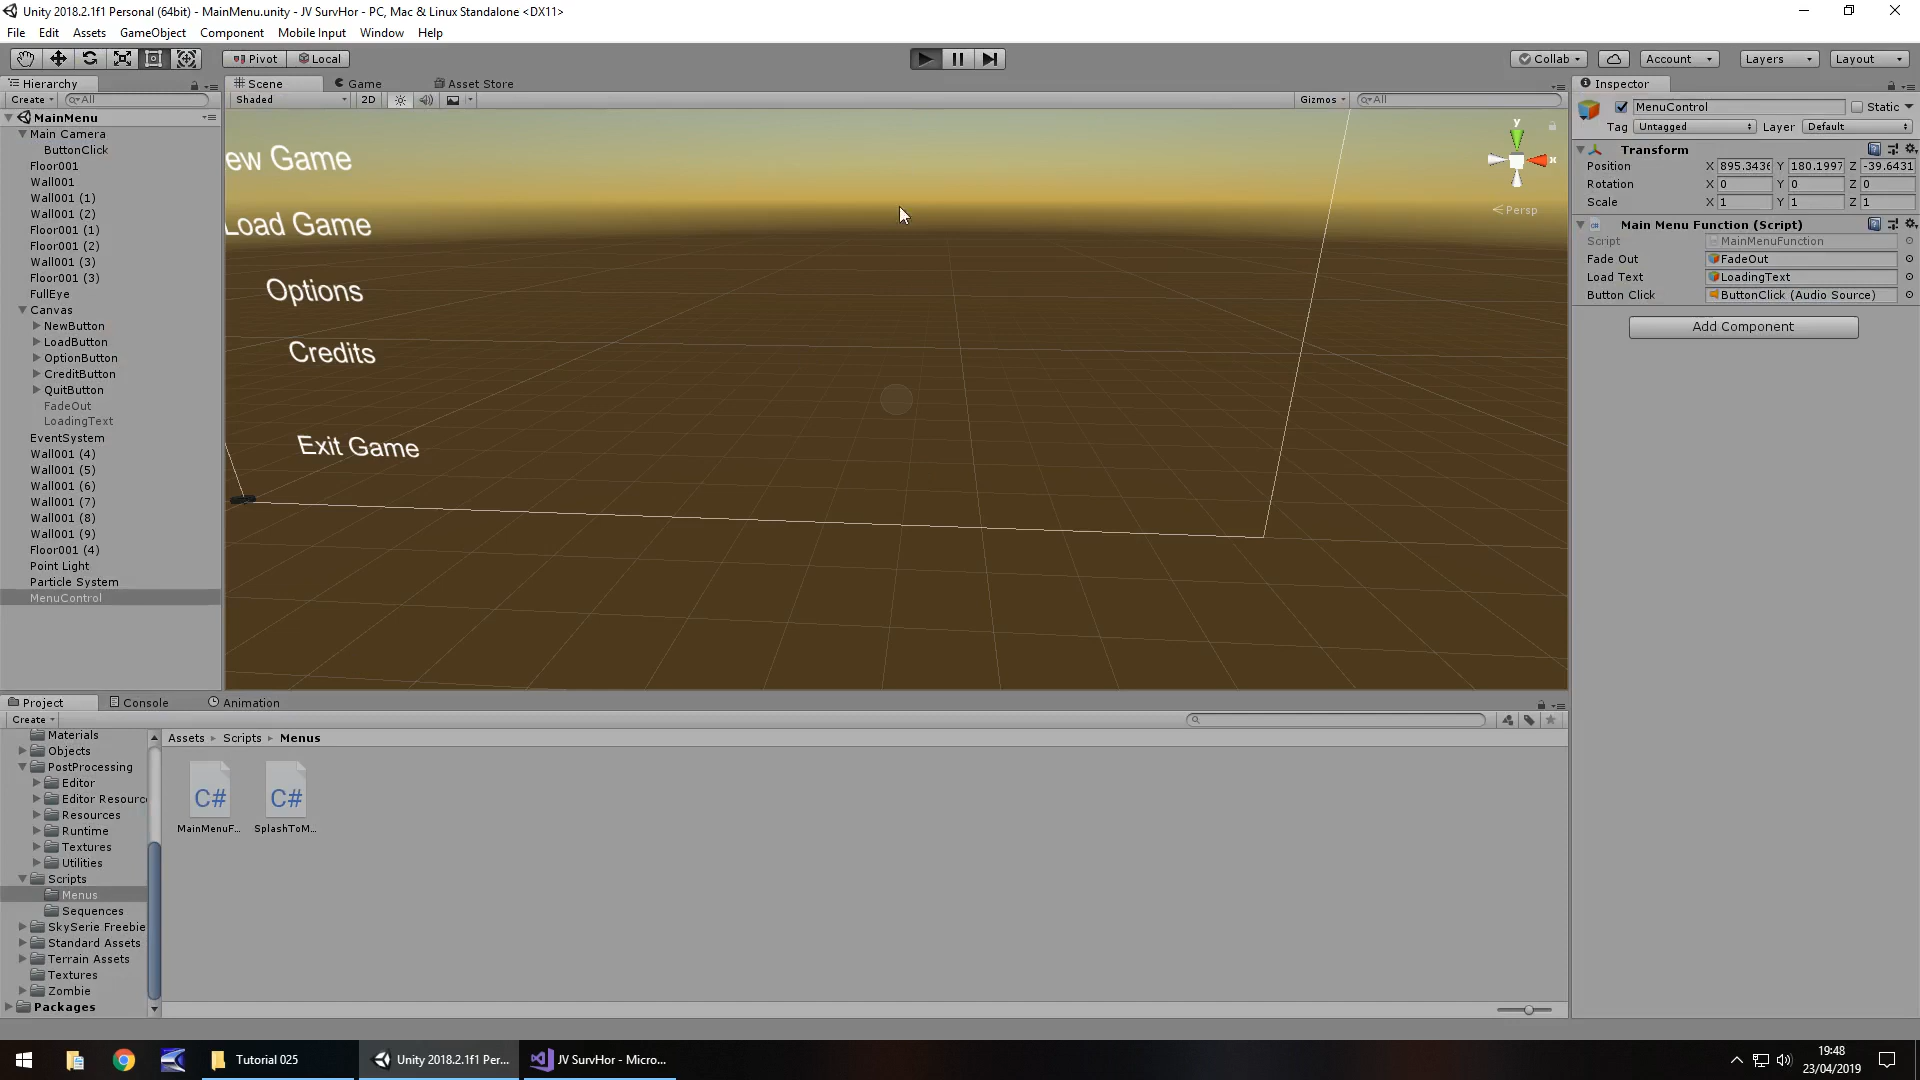 Unity 2018.2.1f1 Personal (64bit) - MainMenu.unity - JV SurvHor - PC, Mac & Linux Standalone <DX11>
File Edit Assets GameObject Component Mobile Input Window Help
Pivot Local Collab Account Layers Layout
Hierarchy
Create All
MainMenu
Main Camera
ButtonClick
Floor001
Wall001
Wall001 (1)
Wall001 (2)
Floor001 (1)
Floor001 (2)
Wall001 (3)
Floor001 (3)
FullEye
Canvas
NewButton
LoadButton
OptionButton
CreditButton
QuitButton
FadeOut
LoadingText
EventSystem
Wall001 (4)
Wall001 (5)
Wall001 (6)
Wall001 (7)
Wall001 (8)
Wall001 (9)
Floor001 (4)
Point Light
Particle System
MenuControl
Scene Game Asset Store
Shaded 2D Gizmos All
ew Game
Load Game
Options
Credits
Exit Game
y
x
Persp
Inspector
MenuControl Static
Tag Untagged Layer Default
Transform
Position X 895.3436 Y 180.1997 Z -39.6431
Rotation X 0 Y 0 Z 0
Scale X 1 Y 1 Z 1
Main Menu Function (Script)
Script MainMenuFunction
Fade Out FadeOut
Load Text LoadingText
Button Click ButtonClick (Audio Source)
Add Component
Project Console Animation
Create
Materials
Objects
PostProcessing
Editor
Editor Resourc
Resources
Runtime
Textures
Utilities
Scripts
Menus
Sequences
SkySerie Freebie
Standard Assets
Terrain Assets
Textures
Zombie
Packages
Assets Scripts Menus
C# C#
MainMenuF... SplashToM...
Tutorial 025 Unity 2018.2.1f1 Per... JV SurvHor - Micro...
19:48
23/04/2019